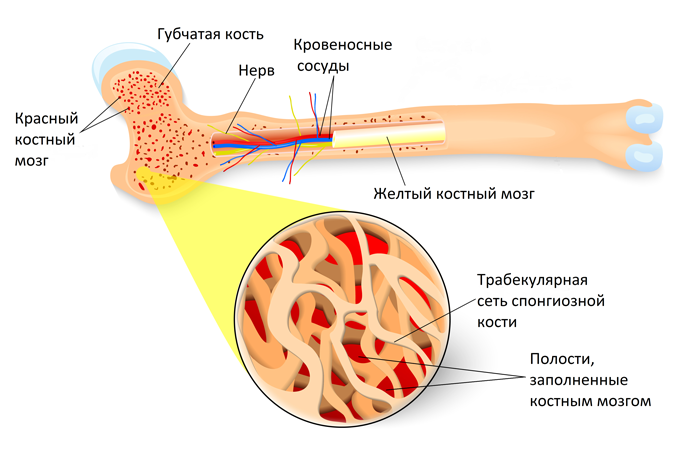 Губчатая кость
Кровеносные
сосуды
Нерв
Красный
костный
мозг
Желтый костный мозг
Трабекулярная
сеть спонгиозной
кости
Полости,
заполненные
костным мозгом